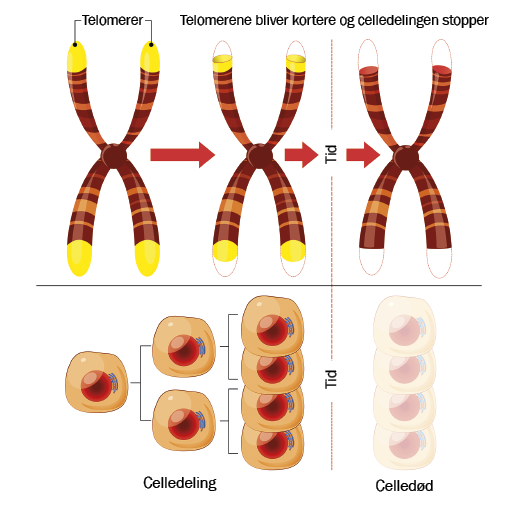 Telomerer
Telomerene bliver kortere og celledelingen stopper
Tid
Tid
Celledeling
Celledød